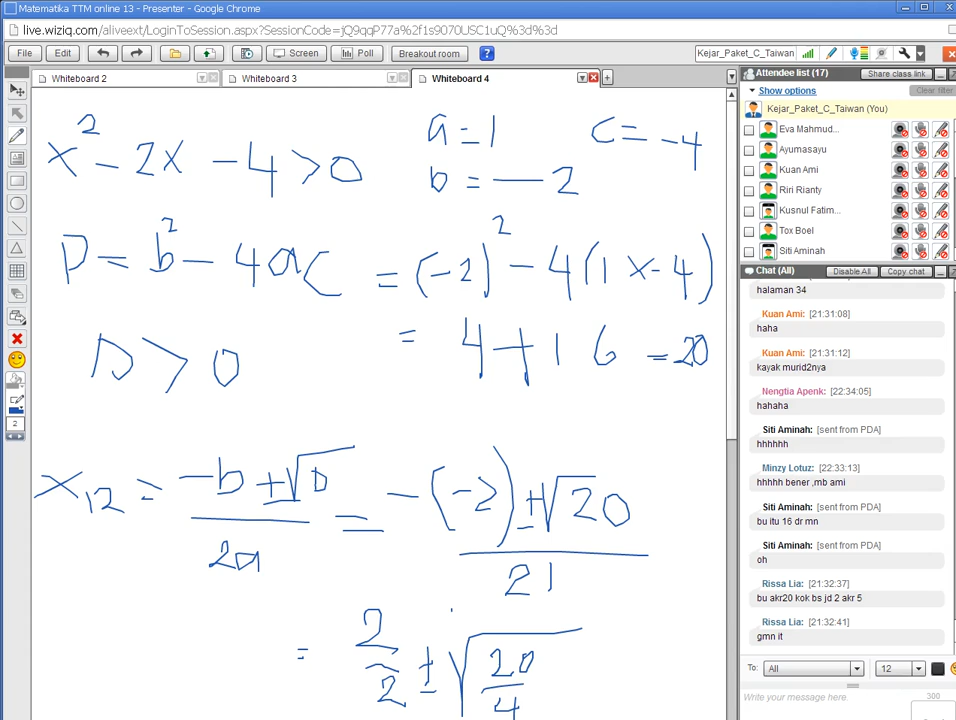 Matematika TTM online 13 - Presenter - Google Chrome
live.wiziq.com/aliveext/LoginToSession.aspx?SessionCode=jQ9qqP77a%2f1s9070USC1uQ%3d%3d
File Edit Screen Poll Breakout room ? Kejar_Paket_C_Taiwan
Whiteboard 2 Whiteboard 3 Whiteboard 4
x² - 2x - 4 > 0
a = 1 c = -4
b = -2
D = b² - 4ac = (-2)² - 4(1 x -4)
= 4 + 16 = 20
D > 0
x12 = -b ± √D / 2a = -(-2) ± √20 / 2 1
= 2/2 ± √20/4
2
Attendee list (17) Share class link
Show options Clear filter
Kejar_Paket_C_Taiwan (You)
Eva Mahmud...
Ayumasayu
Kuan Ami
Riri Rianty
Kusnul Fatim...
Tox Boel
Siti Aminah
Chat (All) Disable All Copy chat
halaman 34
Kuan Ami: [21:31:08]
haha
Kuan Ami: [21:31:12]
kayak murid2nya
Nengtia Apenk: [22:34:05]
hahaha
Siti Aminah: [sent from PDA]
hhhhhh
Minzy Lotuz: [22:33:13]
hhhhh bener ,mb ami
Siti Aminah: [sent from PDA]
bu itu 16 dr mn
Siti Aminah: [sent from PDA]
oh
Rissa Lia: [21:32:37]
bu akr20 kok bs jd 2 akr 5
Rissa Lia: [21:32:41]
gmn it
To: All 12
Write your message here. 300